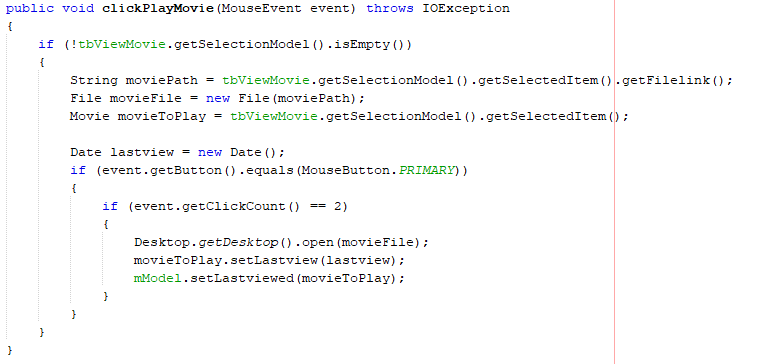 public void clickPlayMovie(MouseEvent event) throws IOException
{
if (!tbViewMovie.getSelectionModel().isEmpty())
{
String moviePath = tbViewMovie.getSelectionModel().getSelectedItem().getFilelink();
File movieFile = new File(moviePath);
Movie movieToPlay = tbViewMovie.getSelectionModel().getSelectedItem();
Date lastview = new Date();
if (event.getButton().equals(MouseButton.PRIMARY))
{
if (event.getClickCount() == 2)
{
Desktop.getDesktop().open(movieFile);
movieToPlay.setLastview(lastview);
mModel.setLastviewed(movieToPlay);
}
}
}
}